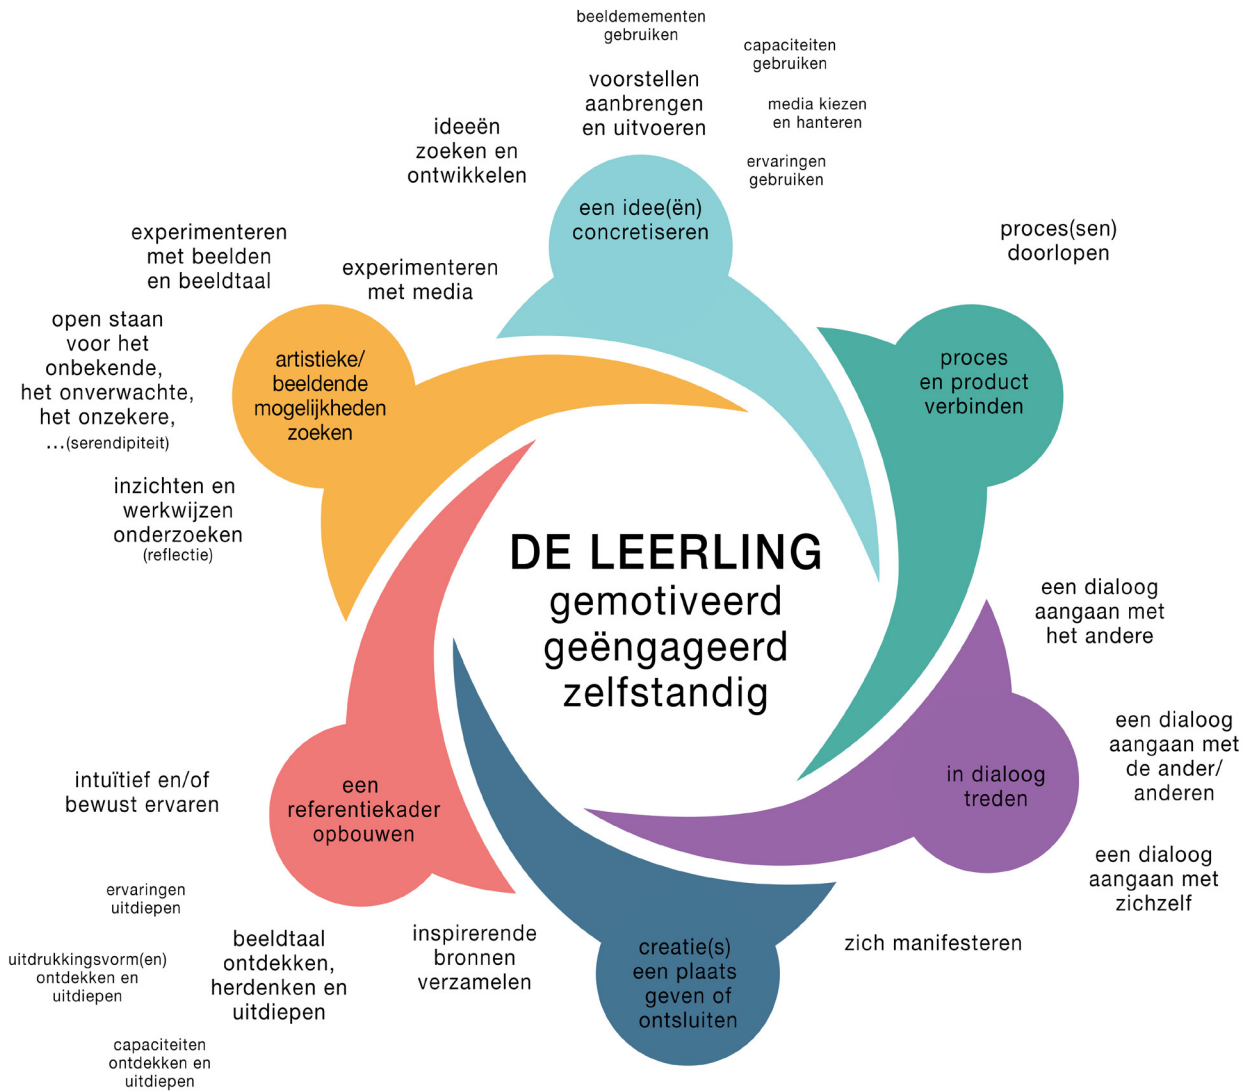 beeldemementen
gebruiken
capaciteiten
gebruiken
voorstellen
aanbrengen
en uitvoeren
media kiezen
en hanteren
ervaringen
gebruiken
ideeën
zoeken en
ontwikkelen
een idee(ën)
concretiseren
experimenteren
met beelden
en beeldtaal
experimenteren
met media
open staan
voor het
onbekende,
het onverwachte,
het onzekere,
...(serendipiteit)
artistieke/
beeldende
mogelijkheden
zoeken
inzichten en
werkwijzen
onderzoeken
(reflectie)
proces(sen)
doorlopen
proces
en product
verbinden
DE LEERLING
gemotiveerd
geëngageerd
zelfstandig
een dialoog
aangaan met
het andere
een dialoog
aangaan met
de ander/
anderen
in dialoog
treden
een dialoog
aangaan met
zichzelf
intuïtief en/of
bewust ervaren
een
referentiekader
opbouwen
ervaringen
uitdiepen
uitdrukkingsvorm(en)
ontdekken en
uitdiepen
capaciteiten
ontdekken en
uitdiepen
beeldtaal
ontdekken,
herdenken en
uitdiepen
inspirerende
bronnen
verzamelen
creatie(s)
een plaats
geven of
ontsluiten
zich manifesteren